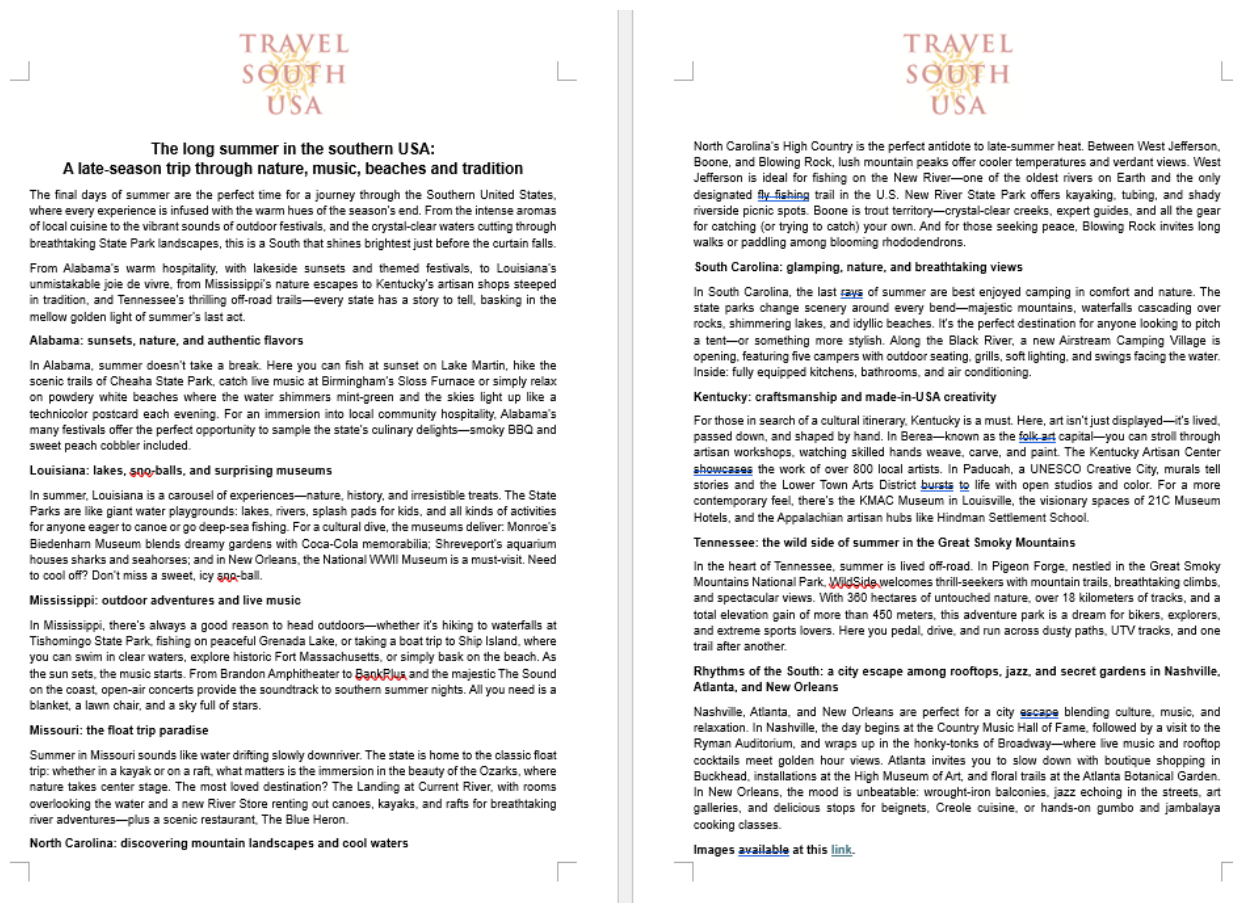 TRAVEL
SOUTH
USA
The long summer in the southern USA:
A late-season trip through nature, music, beaches and tradition
The final days of summer are the perfect time for a journey through the Southern United States,
where every experience is infused with the warm hues of the season's end. From the intense aromas
of local cuisine to the vibrant sounds of outdoor festivals, and the crystal-clear waters cutting through
breathtaking State Park landscapes, this is a South that shines brightest just before the curtain falls.
From Alabama's warm hospitality, with lakeside sunsets and themed festivals, to Louisiana's
unmistakable joie de vivre, from Mississippi's nature escapes to Kentucky's artisan shops steeped
in tradition, and Tennessee's thrilling off-road trails—every state has a story to tell, basking in the
mellow golden light of summer's last act.
Alabama: sunsets, nature, and authentic flavors
In Alabama, summer doesn't take a break. Here you can fish at sunset on Lake Martin, hike the
scenic trails of Cheaha State Park, catch live music at Birmingham's Sloss Furnace or simply relax
on powdery white beaches where the water shimmers mint-green and the skies light up like a
technicolor postcard each evening. For an immersion into local community hospitality, Alabama's
many festivals offer the perfect opportunity to sample the state's culinary delights—smoky BBQ and
sweet peach cobbler included.
Louisiana: lakes, sno-balls, and surprising museums
In summer, Louisiana is a carousel of experiences—nature, history, and irresistible treats. The State
Parks are like giant water playgrounds: lakes, rivers, splash pads for kids, and all kinds of activities
for anyone eager to canoe or go deep-sea fishing. For a cultural dive, the museums deliver: Monroe's
Biedenharn Museum blends dreamy gardens with Coca-Cola memorabilia; Shreveport's aquarium
houses sharks and seahorses; and in New Orleans, the National WWII Museum is a must-visit. Need
to cool off? Don't miss a sweet, icy sno-ball.
Mississippi: outdoor adventures and live music
In Mississippi, there's always a good reason to head outdoors—whether it's hiking to waterfalls at
Tishomingo State Park, fishing on peaceful Grenada Lake, or taking a boat trip to Ship Island, where
you can swim in clear waters, explore historic Fort Massachusetts, or simply bask on the beach. As
the sun sets, the music starts. From Brandon Amphitheater to BankPlus and the majestic The Sound
on the coast, open-air concerts provide the soundtrack to southern summer nights. All you need is a
blanket, a lawn chair, and a sky full of stars.
Missouri: the float trip paradise
Summer in Missouri sounds like water drifting slowly downriver. The state is home to the classic float
trip: whether in a kayak or on a raft, what matters is the immersion in the beauty of the Ozarks, where
nature takes center stage. The most loved destination? The Landing at Current River, with rooms
overlooking the water and a new River Store renting out canoes, kayaks, and rafts for breathtaking
river adventures—plus a scenic restaurant, The Blue Heron.
North Carolina: discovering mountain landscapes and cool waters
TRAVEL
SOUTH
USA
North Carolina's High Country is the perfect antidote to late-summer heat. Between West Jefferson,
Boone, and Blowing Rock, lush mountain peaks offer cooler temperatures and verdant views. West
Jefferson is ideal for fishing on the New River—one of the oldest rivers on Earth and the only
designated fly fishing trail in the U.S. New River State Park offers kayaking, tubing, and shady
riverside picnic spots. Boone is trout territory—crystal-clear creeks, expert guides, and all the gear
for catching (or trying to catch) your own. And for those seeking peace, Blowing Rock invites long
walks or paddling among blooming rhododendrons.
South Carolina: glamping, nature, and breathtaking views
In South Carolina, the last rays of summer are best enjoyed camping in comfort and nature. The
state parks change scenery around every bend—majestic mountains, waterfalls cascading over
rocks, shimmering lakes, and idyllic beaches. It's the perfect destination for anyone looking to pitch
a tent—or something more stylish. Along the Black River, a new Airstream Camping Village is
opening, featuring five campers with outdoor seating, grills, soft lighting, and swings facing the water.
Inside: fully equipped kitchens, bathrooms, and air conditioning.
Kentucky: craftsmanship and made-in-USA creativity
For those in search of a cultural itinerary, Kentucky is a must. Here, art isn't just displayed—it's lived,
passed down, and shaped by hand. In Berea—known as the folk art capital—you can stroll through
artisan workshops, watching skilled hands weave, carve, and paint. The Kentucky Artisan Center
showcases the work of over 800 local artists. In Paducah, a UNESCO Creative City, murals tell
stories and the Lower Town Arts District bursts to life with open studios and color. For a more
contemporary feel, there's the KMAC Museum in Louisville, the visionary spaces of 21C Museum
Hotels, and the Appalachian artisan hubs like Hindman Settlement School.
Tennessee: the wild side of summer in the Great Smoky Mountains
In the heart of Tennessee, summer is lived off-road. In Pigeon Forge, nestled in the Great Smoky
Mountains National Park, WildSide welcomes thrill-seekers with mountain trails, breathtaking climbs,
and spectacular views. With 360 hectares of untouched nature, over 18 kilometers of tracks, and a
total elevation gain of more than 450 meters, this adventure park is a dream for bikers, explorers,
and extreme sports lovers. Here you pedal, drive, and run across dusty paths, UTV tracks, and one
trail after another.
Rhythms of the South: a city escape among rooftops, jazz, and secret gardens in Nashville,
Atlanta, and New Orleans
Nashville, Atlanta, and New Orleans are perfect for a city escape blending culture, music, and
relaxation. In Nashville, the day begins at the Country Music Hall of Fame, followed by a visit to the
Ryman Auditorium, and wraps up in the honky-tonks of Broadway—where live music and rooftop
cocktails meet golden hour views. Atlanta invites you to slow down with boutique shopping in
Buckhead, installations at the High Museum of Art, and floral trails at the Atlanta Botanical Garden.
In New Orleans, the mood is unbeatable: wrought-iron balconies, jazz echoing in the streets, art
galleries, and delicious stops for beignets, Creole cuisine, or hands-on gumbo and jambalaya
cooking classes.
Images available at this link.